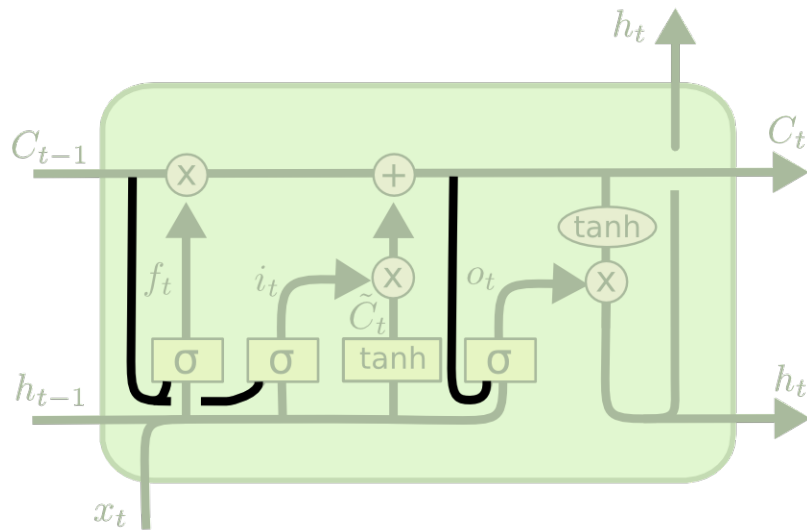 h_t
C_{t-1} x + C_t
tanh
f_t i_t x o_t x
C̃_t
σ σ tanh σ
h_{t-1} h_t
x_t